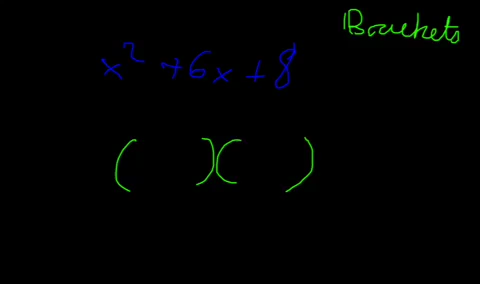 Brackets
x² + 6x + 8
(      )(      )